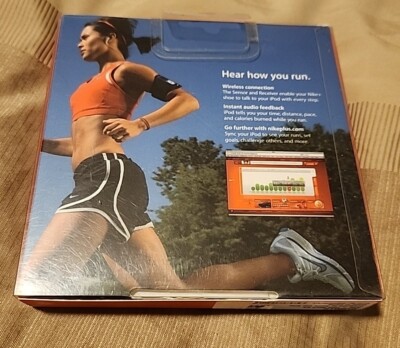 Hear how you run.
Wireless connection
The Sensor and Receiver enable your Nike+
shoe to talk to your iPod with every step.
Instant audio feedback
iPod tells you your time, distance, pace,
and calories burned while you run.
Go further with nikeplus.com
Sync your iPod to see your runs, set
goals, challenge others, and more.